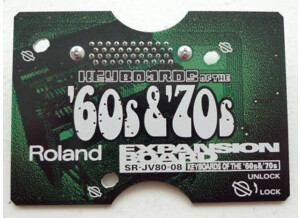 KEYBOARDS OF THE
'60s & '70s
Roland
EXPANSION
BOARD
SR-JV80-08
KEYBOARDS OF THE '60s&'70s
UNLOCK
LOCK